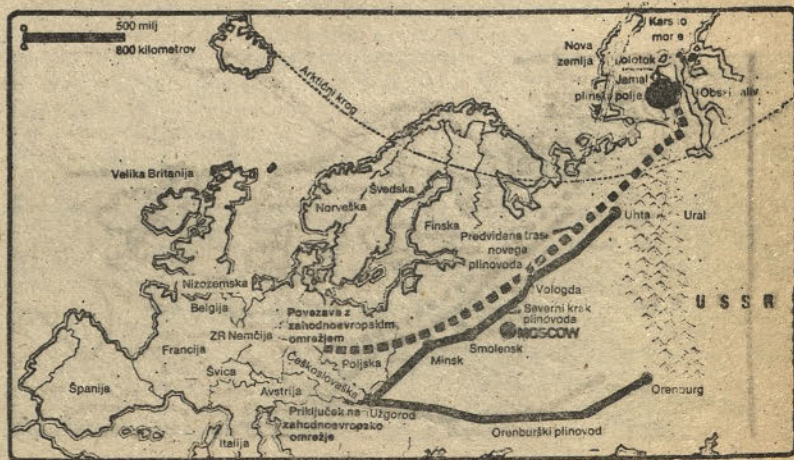 500 milj
800 kilometrov
Karsko
morje
Nova
zemlja
Jamal
plinsko polje
Obski zaliv
Arktični krog
Velika Britanija
Norveška
Švedska
Finska
Uhta
Ural
Predvidena trasa
novega
plinovoda
Nizozemska
Belgija
Vologda
USSR
Povezava z
zahodnoevropskim
omrežjem
Severni krak
plinovoda
MOSCOW
ZR Nemčija
Smolensk
Francija
Minsk
Poljska
Češkoslovaška
Švica
Španija
Avstrija
Orenburg
Priključek na
zahodnoevropsko
omrežje
Užgorod
Orenburški plinovod
Italija